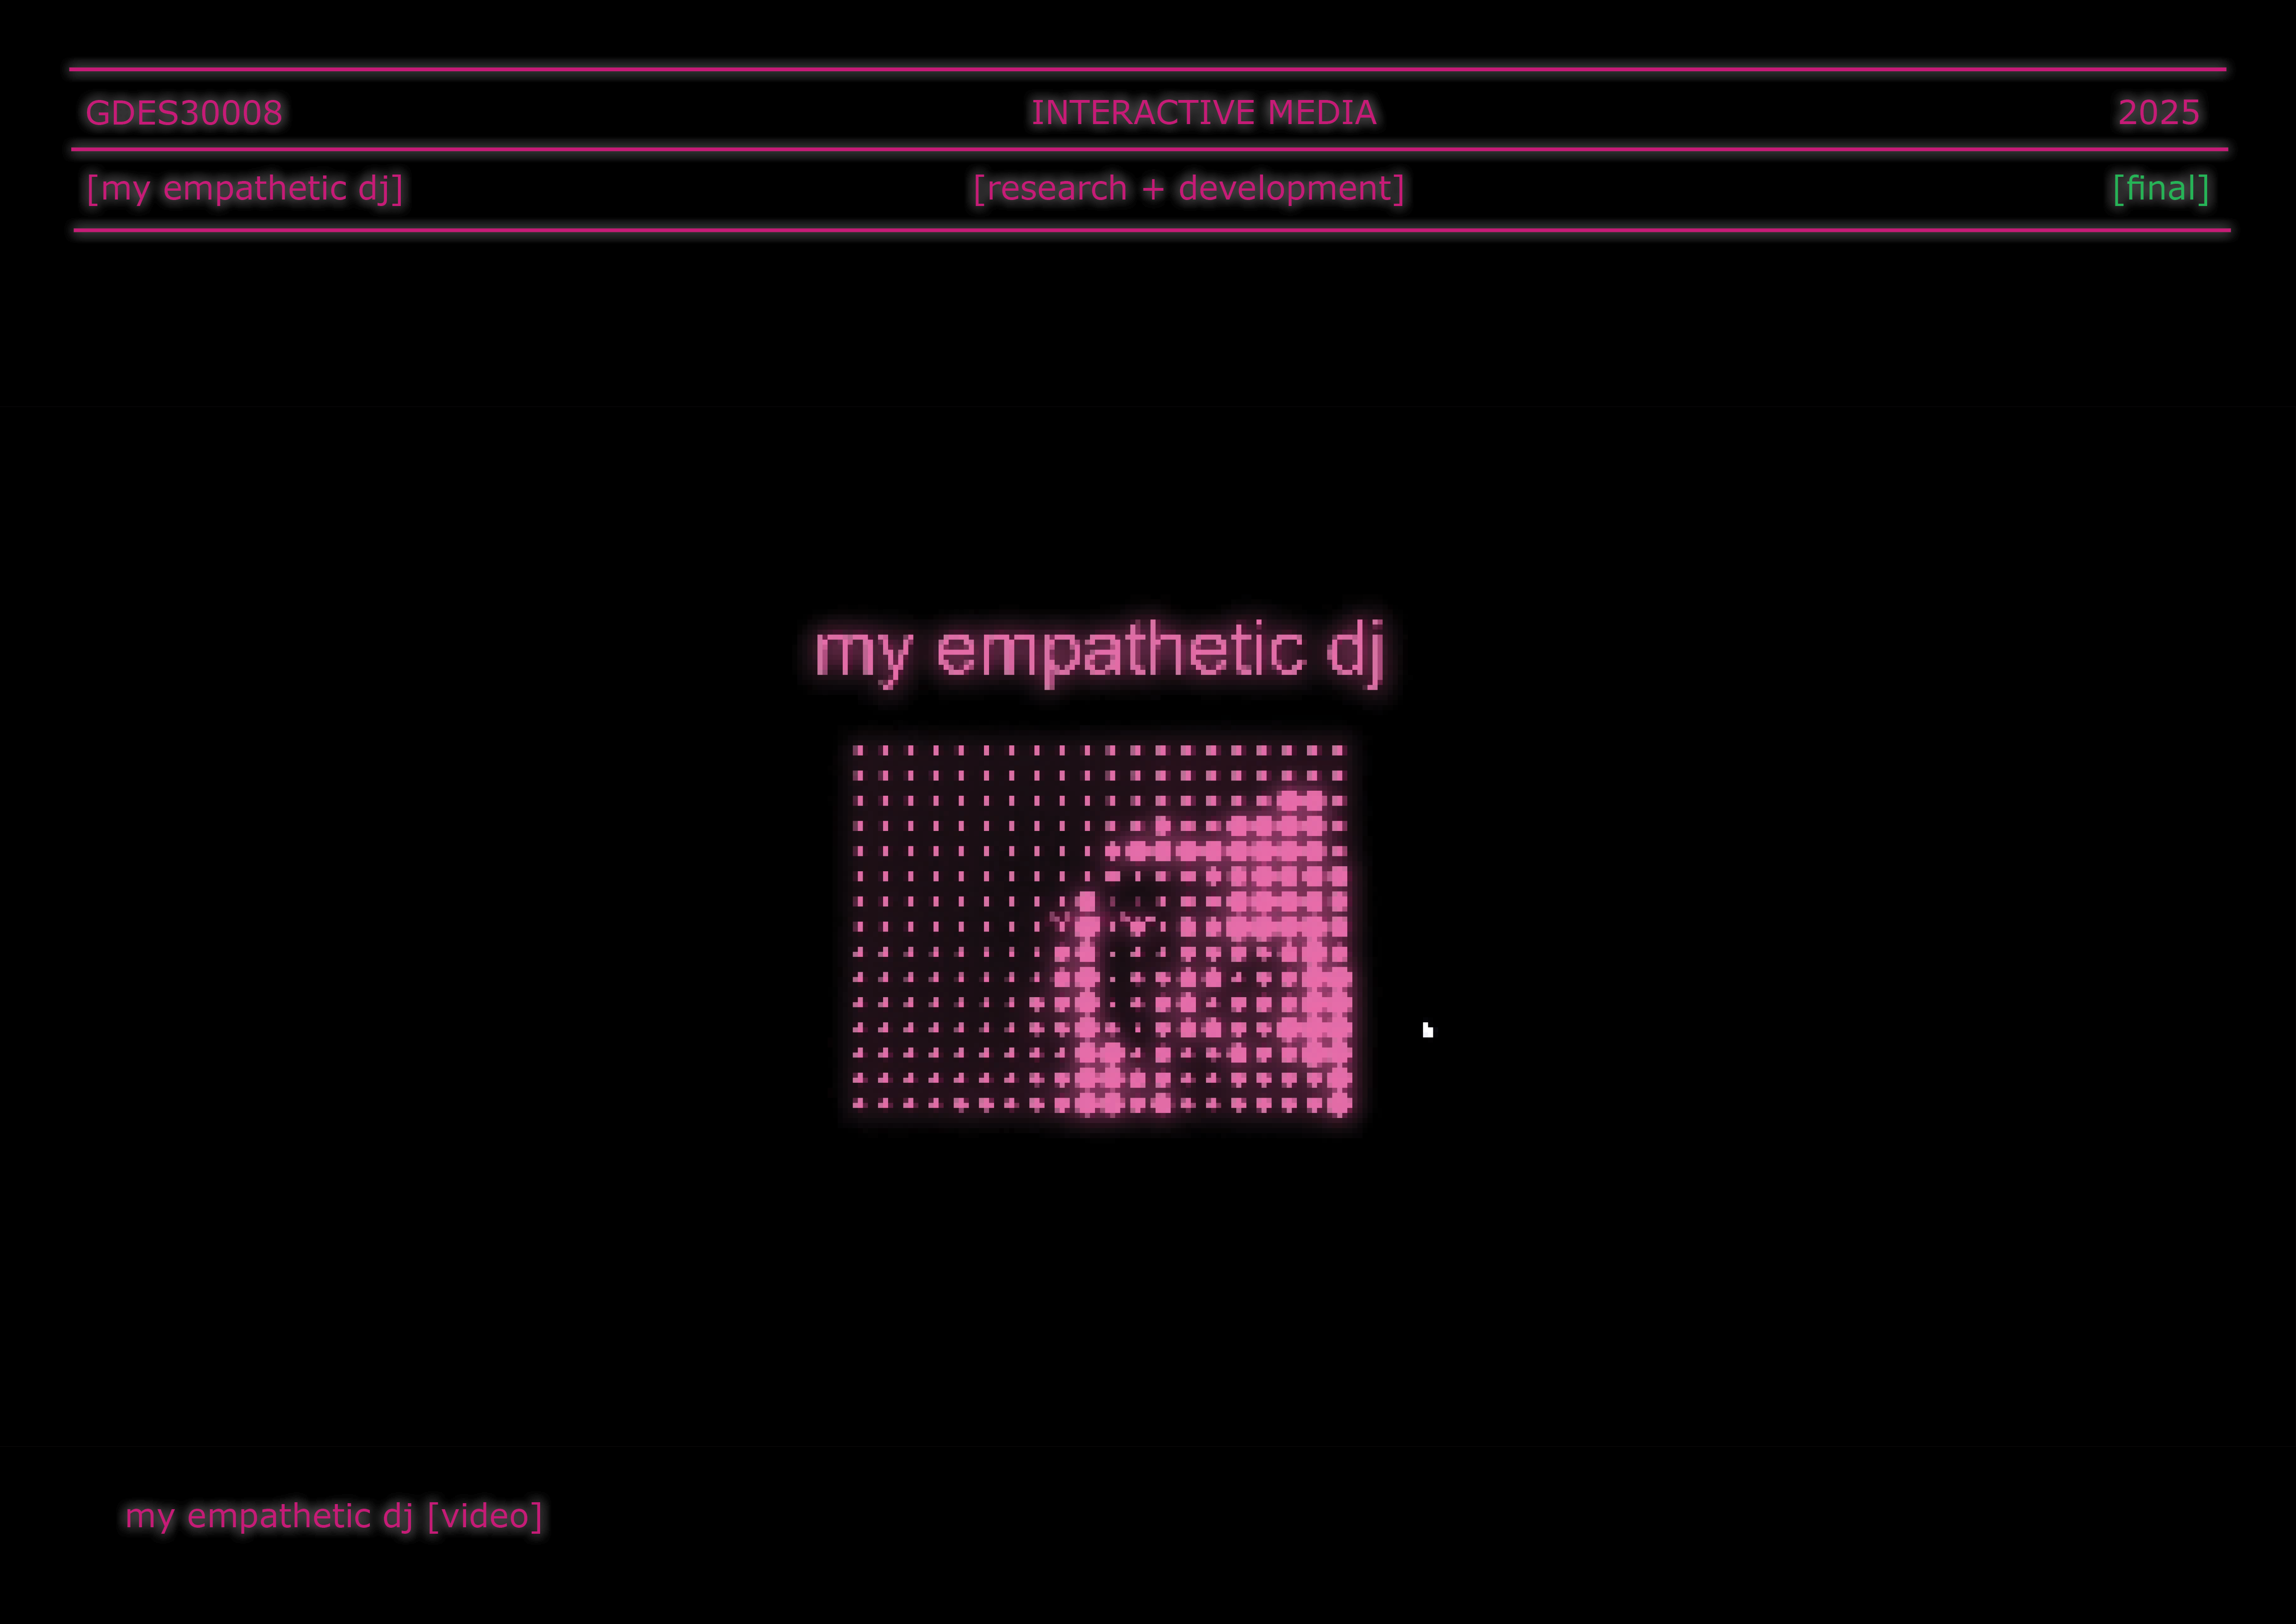 GDES30008 INTERACTIVE MEDIA 2025
[my empathetic dj] [research + development] [final]
my empathetic dj
my empathetic dj [video]